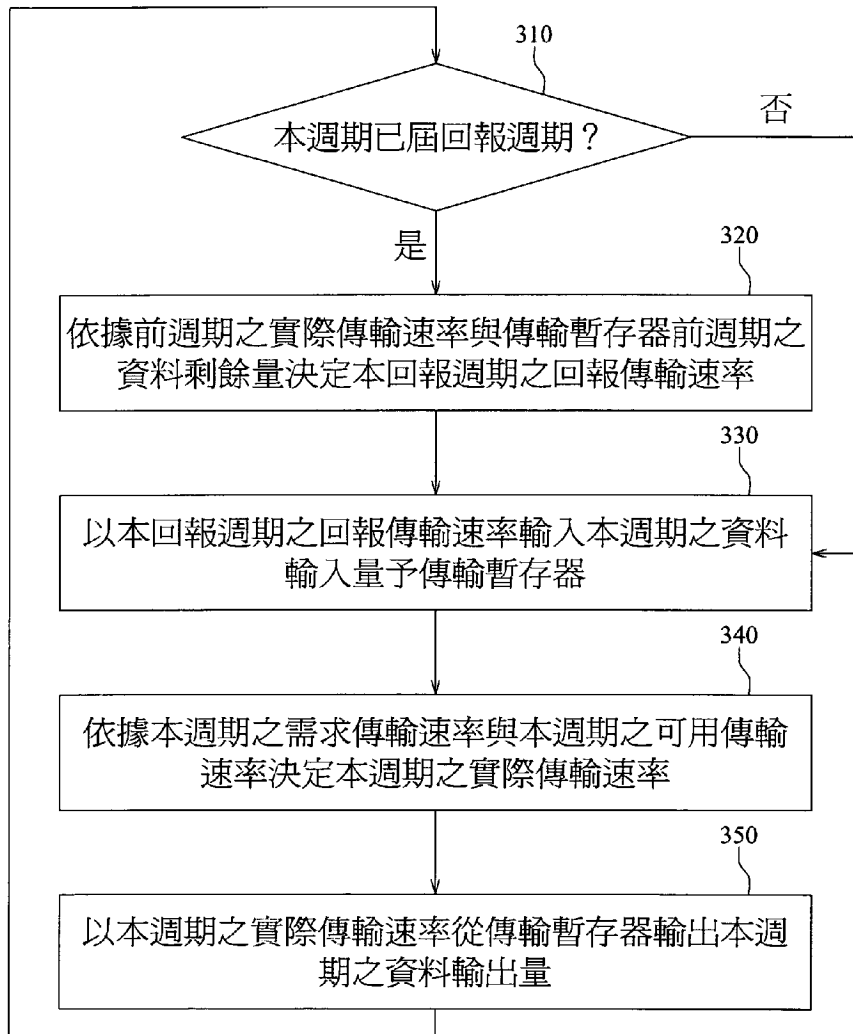 310
本週期已屆回報週期？
否
是
320
依據前週期之實際傳輸速率與傳輸暫存器前週期之
資料剩餘量決定本回報週期之回報傳輸速率
330
以本回報週期之回報傳輸速率輸入本週期之資料
輸入量予傳輸暫存器
340
依據本週期之需求傳輸速率與本週期之可用傳輸
速率決定本週期之實際傳輸速率
350
以本週期之實際傳輸速率從傳輸暫存器輸出本週
期之資料輸出量